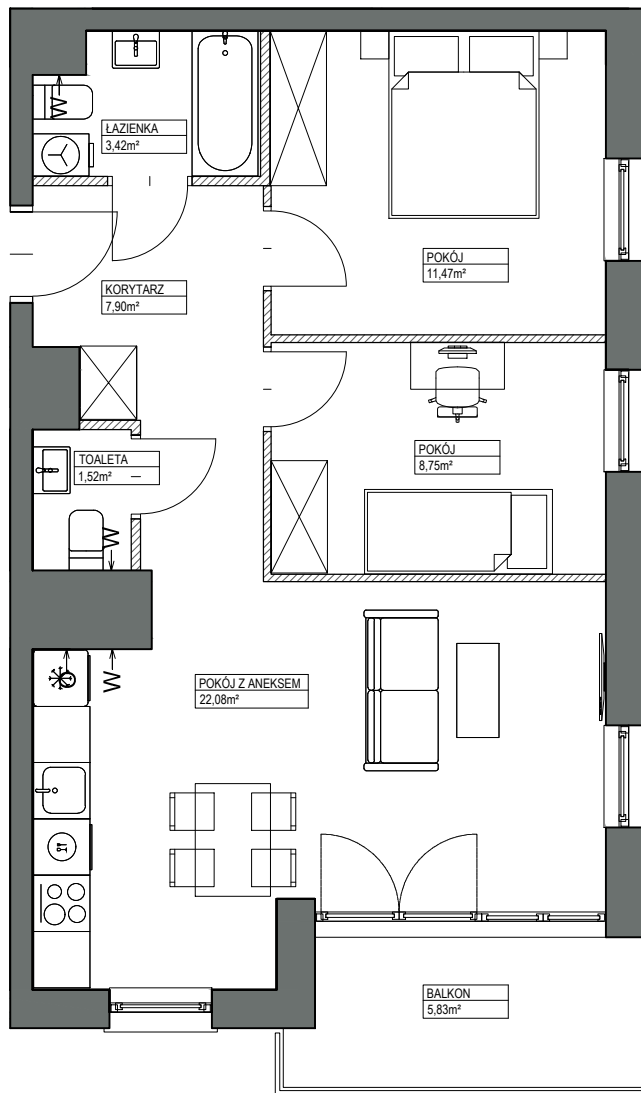 ŁAZIENKA
3,42m²
POKÓJ
11,47m²
KORYTARZ
7,90m²
POKÓJ
8,75m²
TOALETA
1,52m²
W
W
W
POKÓJ Z ANEKSEM
22,08m²
BALKON
5,83m²